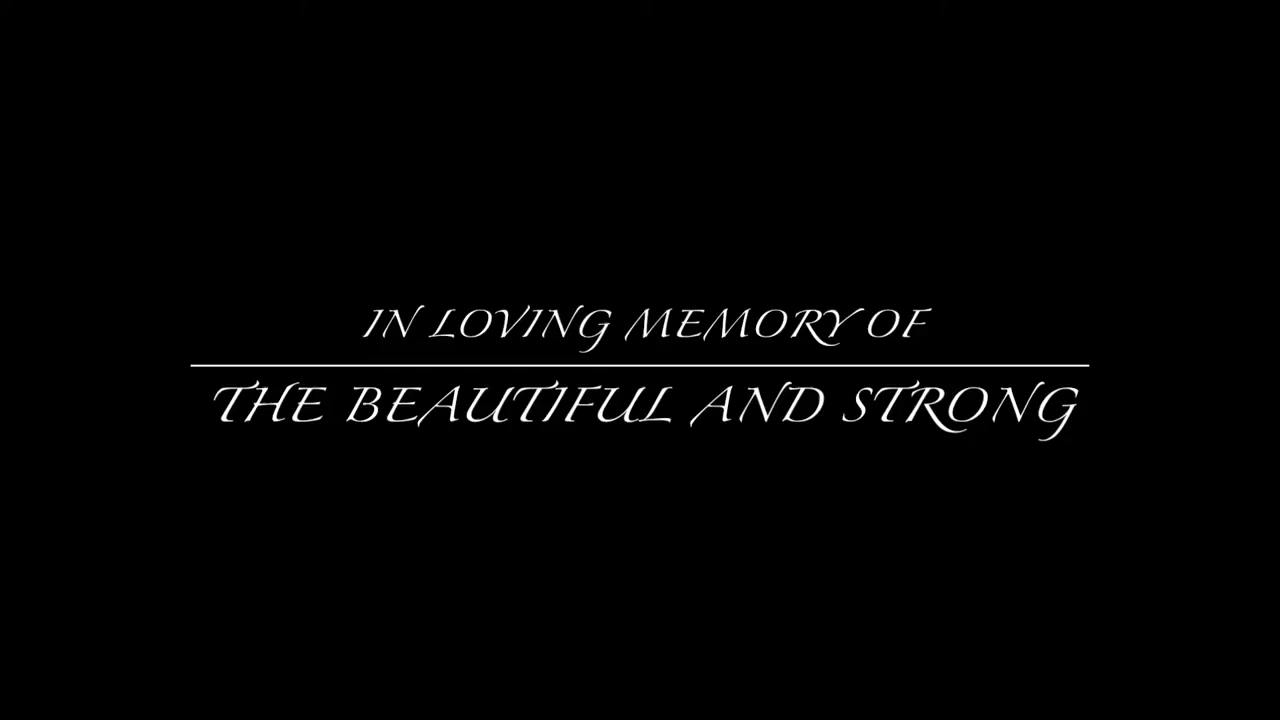 IN LOVING MEMORY OF
THE BEAUTIFUL AND STRONG